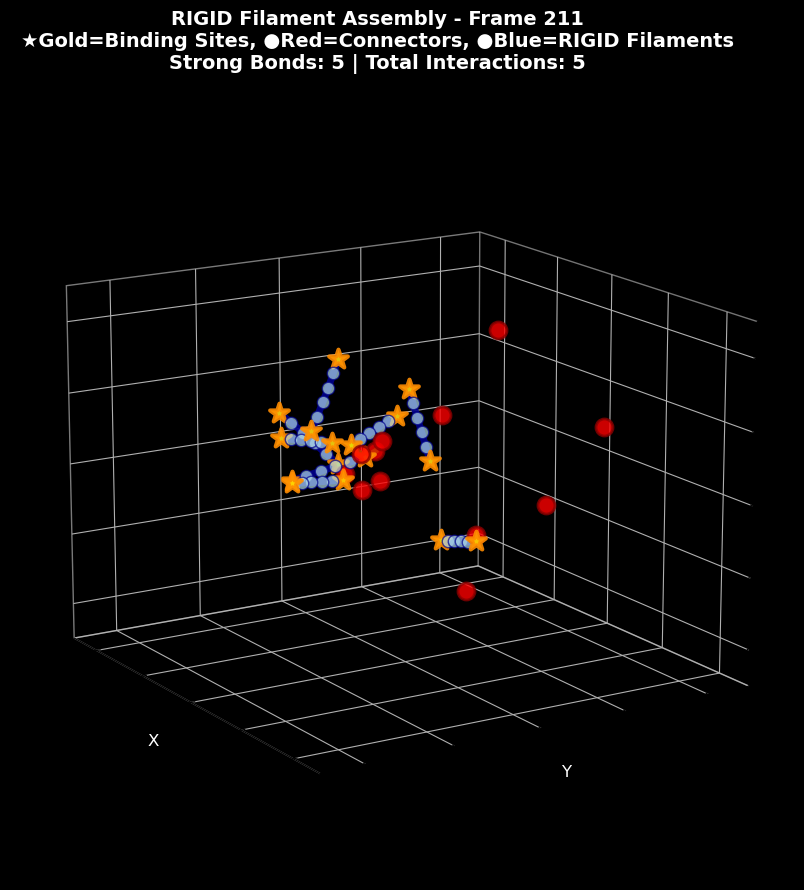 RIGID Filament Assembly - Frame 211
★Gold=Binding Sites, ●Red=Connectors, ●Blue=RIGID Filaments
Strong Bonds: 5 | Total Interactions: 5
X
Y